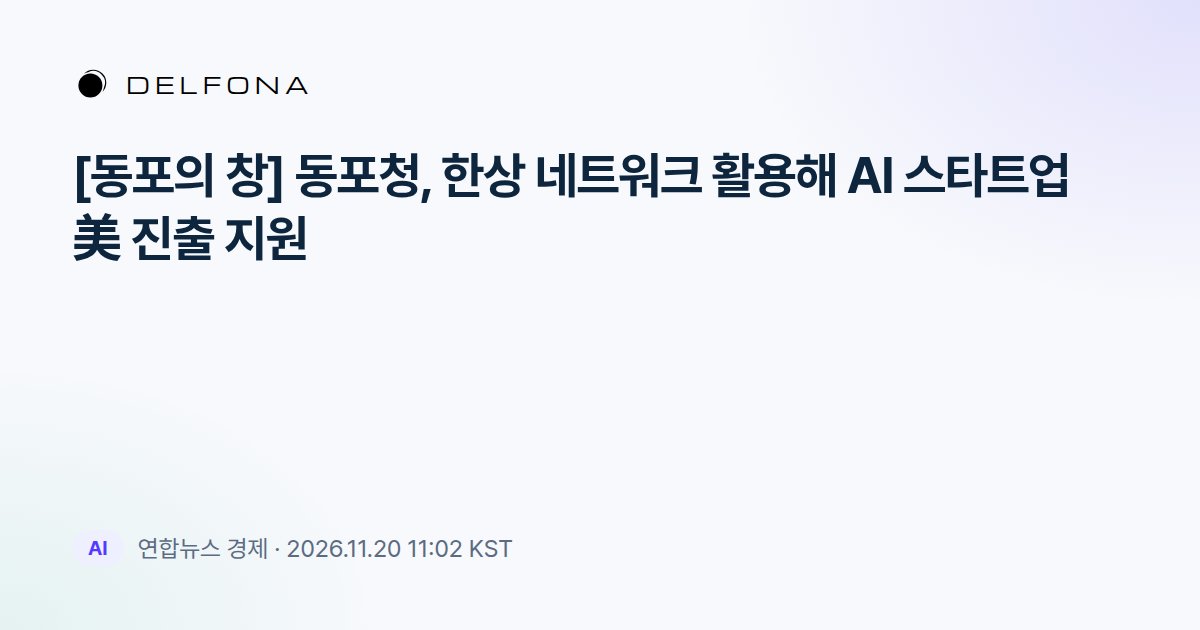 DELFONA
[동포의 창] 동포청, 한상 네트워크 활용해 AI 스타트업
美 진출 지원
AI 연합뉴스 경제 · 2026.11.20 11:02 KST